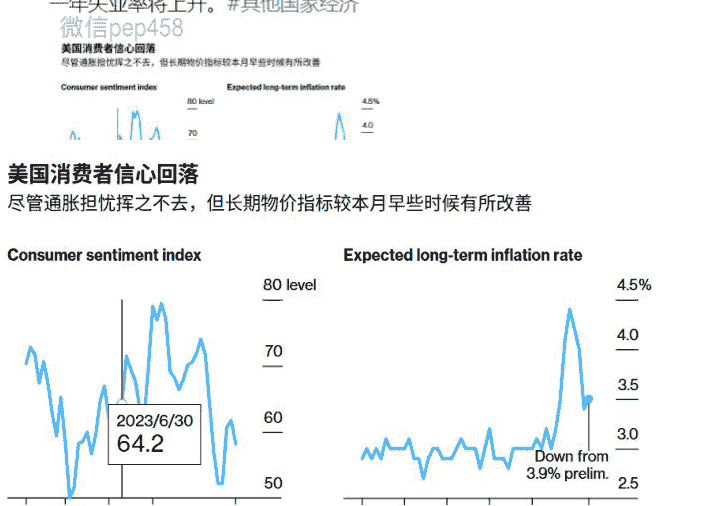 一年失业率将上升。#其他国家经济
微信pep458
美国消费者信心回落
尽管通胀担忧挥之不去，但长期物价指标较本月早些时候有所改善
Consumer sentiment index
Expected long-term inflation rate
80 level
4.5%
70
4.0
美国消费者信心回落
尽管通胀担忧挥之不去，但长期物价指标较本月早些时候有所改善
Consumer sentiment index
Expected long-term inflation rate
80 level
4.5%
4.0
70
3.5
2023/6/30
60
64.2
3.0
Down from
3.9% prelim.
50
2.5